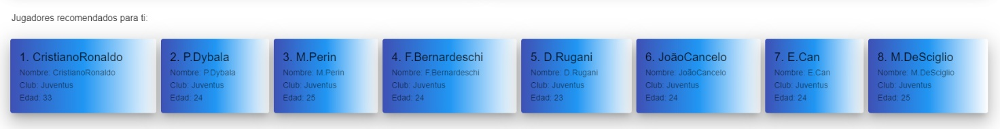 Jugadores recomendados para ti:
1. CristianoRonaldo
Nombre: CristianoRonaldo
Club: Juventus
Edad: 33
2. P.Dybala
Nombre: P.Dybala
Club: Juventus
Edad: 24
3. M.Perin
Nombre: M.Perin
Club: Juventus
Edad: 25
4. F.Bernardeschi
Nombre: F.Bernardeschi
Club: Juventus
Edad: 24
5. D.Rugani
Nombre: D.Rugani
Club: Juventus
Edad: 23
6. JoãoCancelo
Nombre: JoãoCancelo
Club: Juventus
Edad: 24
7. E.Can
Nombre: E.Can
Club: Juventus
Edad: 24
8. M.DeSciglio
Nombre: M.DeSciglio
Club: Juventus
Edad: 25